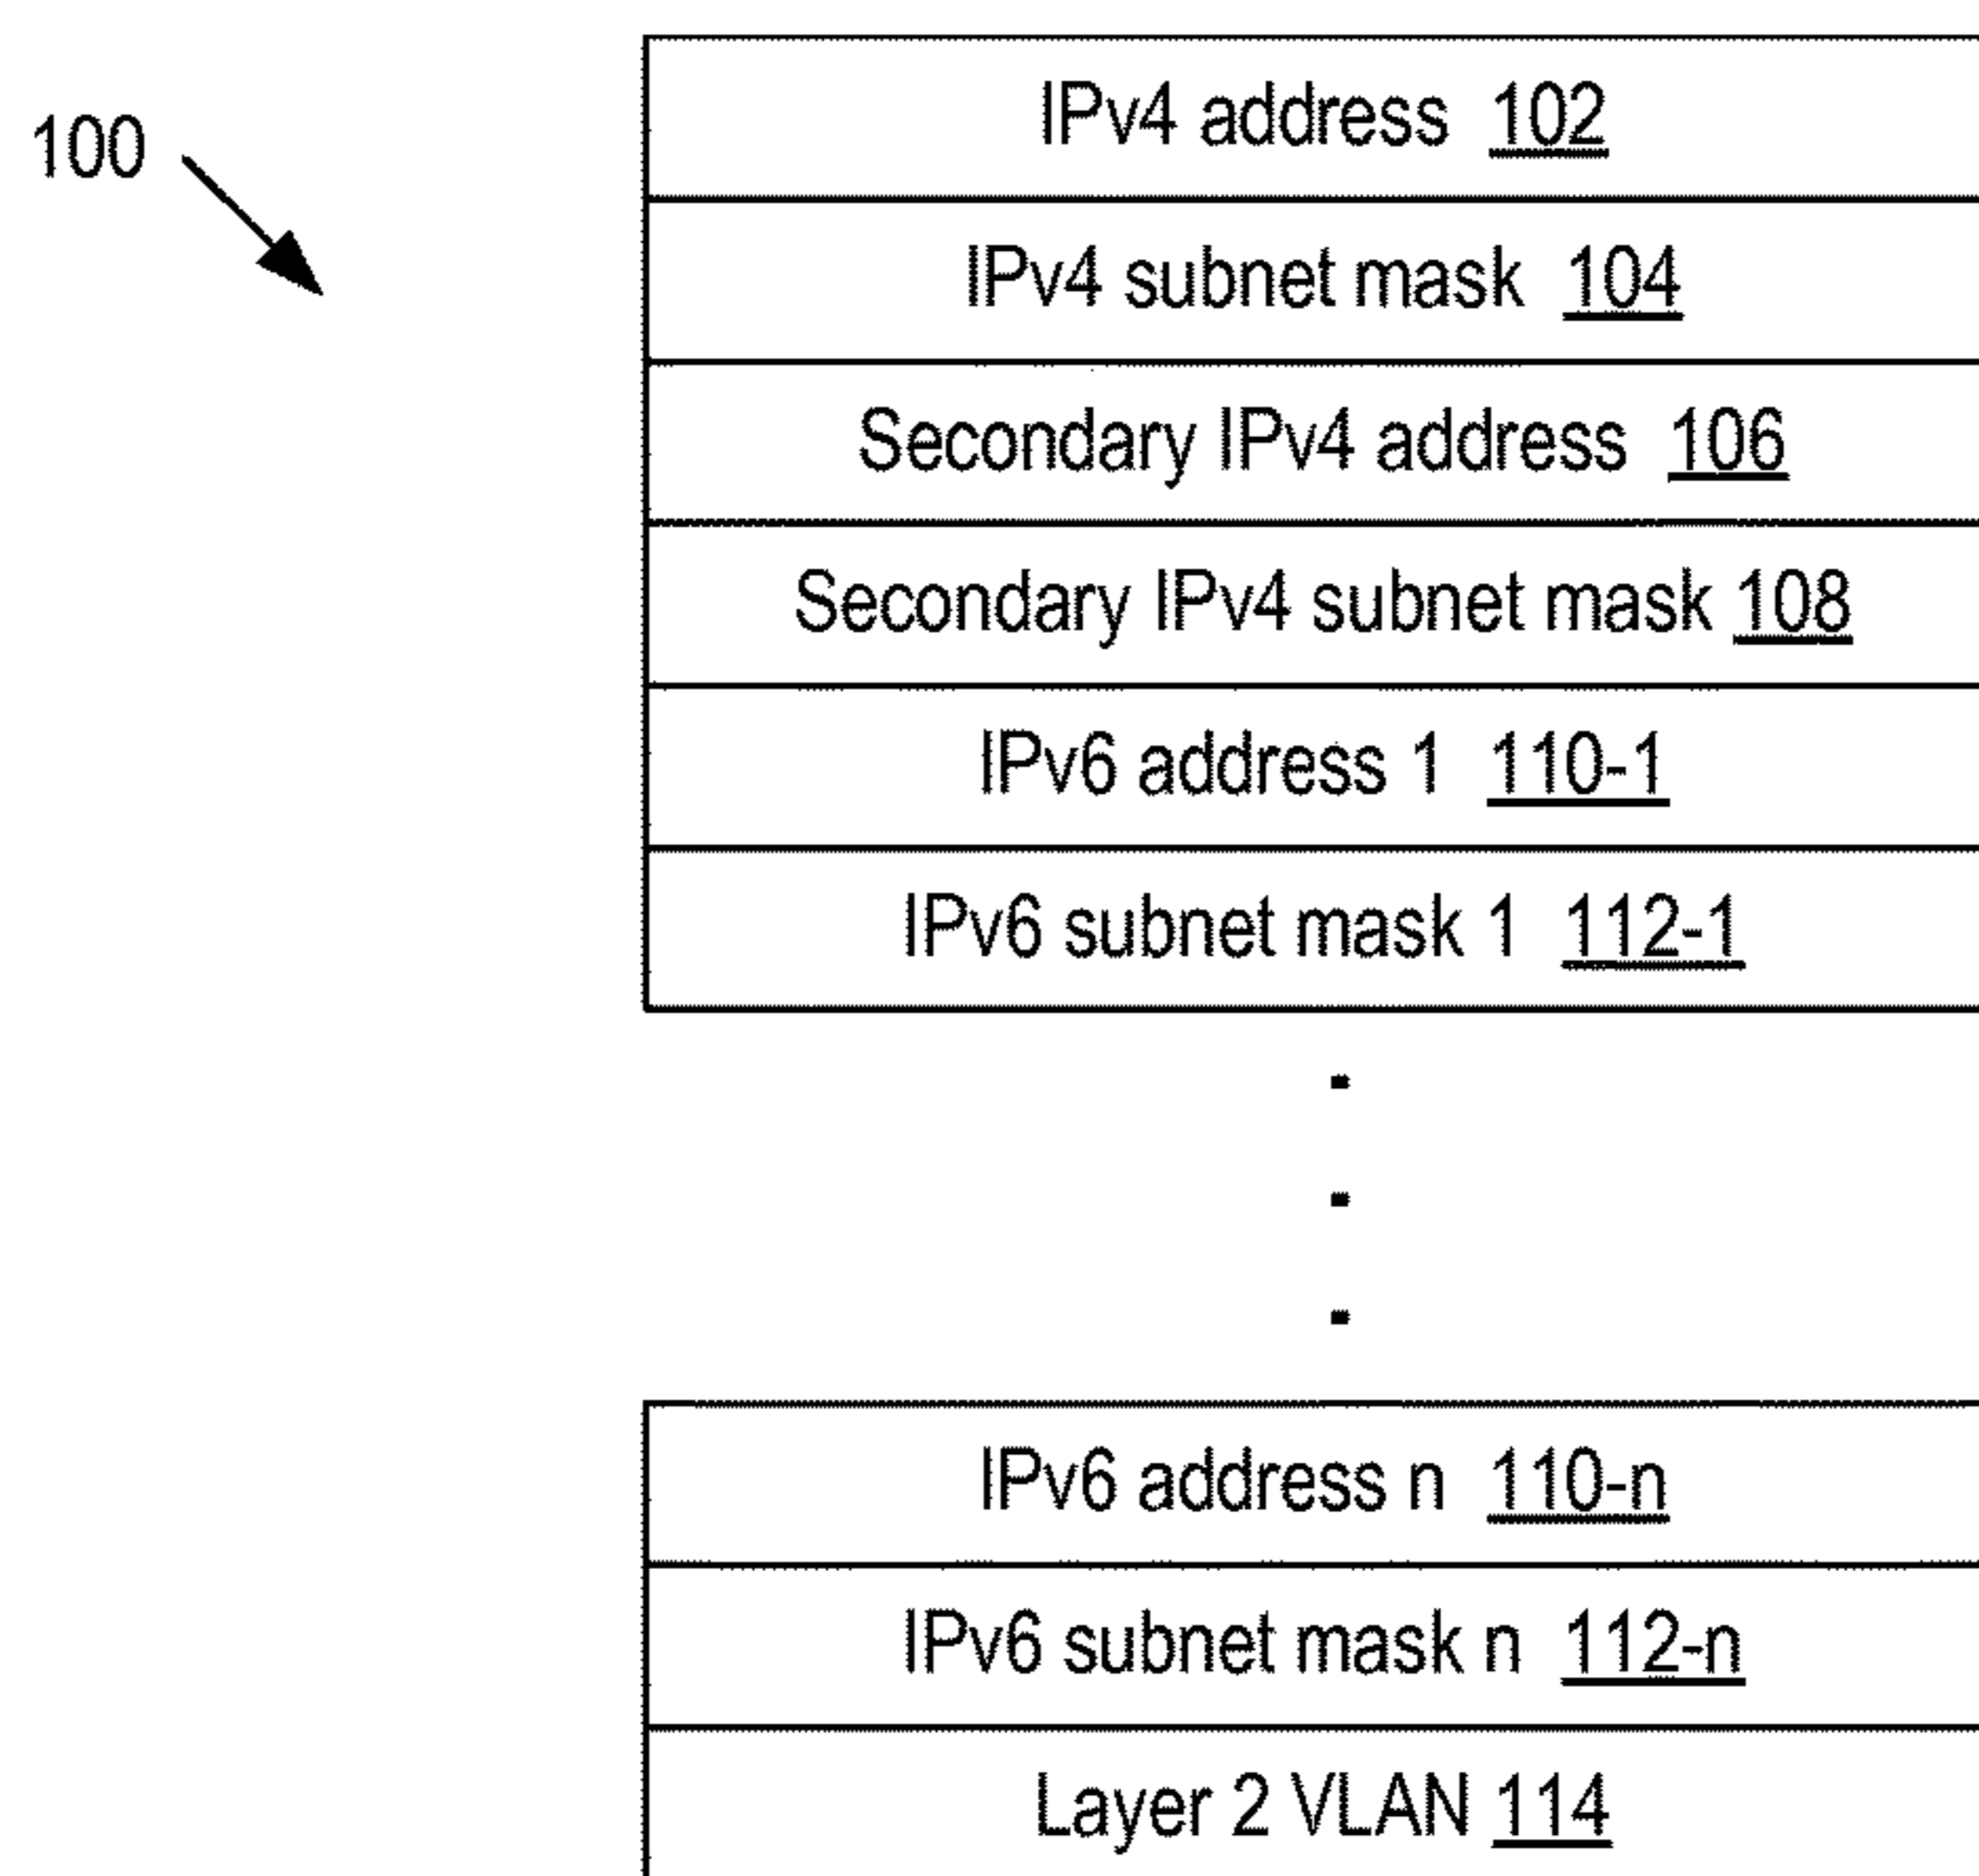 100
IPv4 address 102
IPv4 subnet mask 104
Secondary IPv4 address 106
Secondary IPv4 subnet mask 108
IPv6 address 1 110-1
IPv6 subnet mask 1 112-1
IPv6 address n 110-n
IPv6 subnet mask n 112-n
Layer 2 VLAN 114